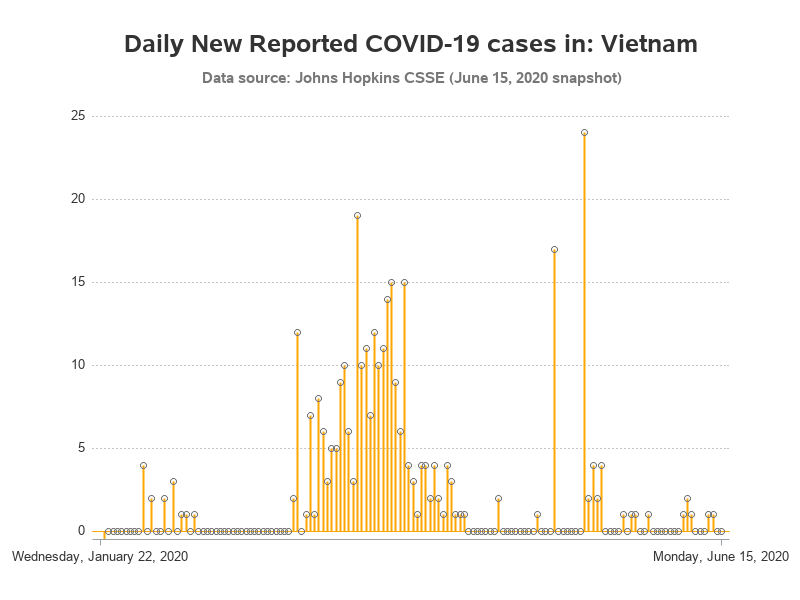 Daily New Reported COVID-19 cases in: Vietnam
Data source: Johns Hopkins CSSE (June 15, 2020 snapshot)
25
20
15
10
5
0
Wednesday, January 22, 2020
Monday, June 15, 2020